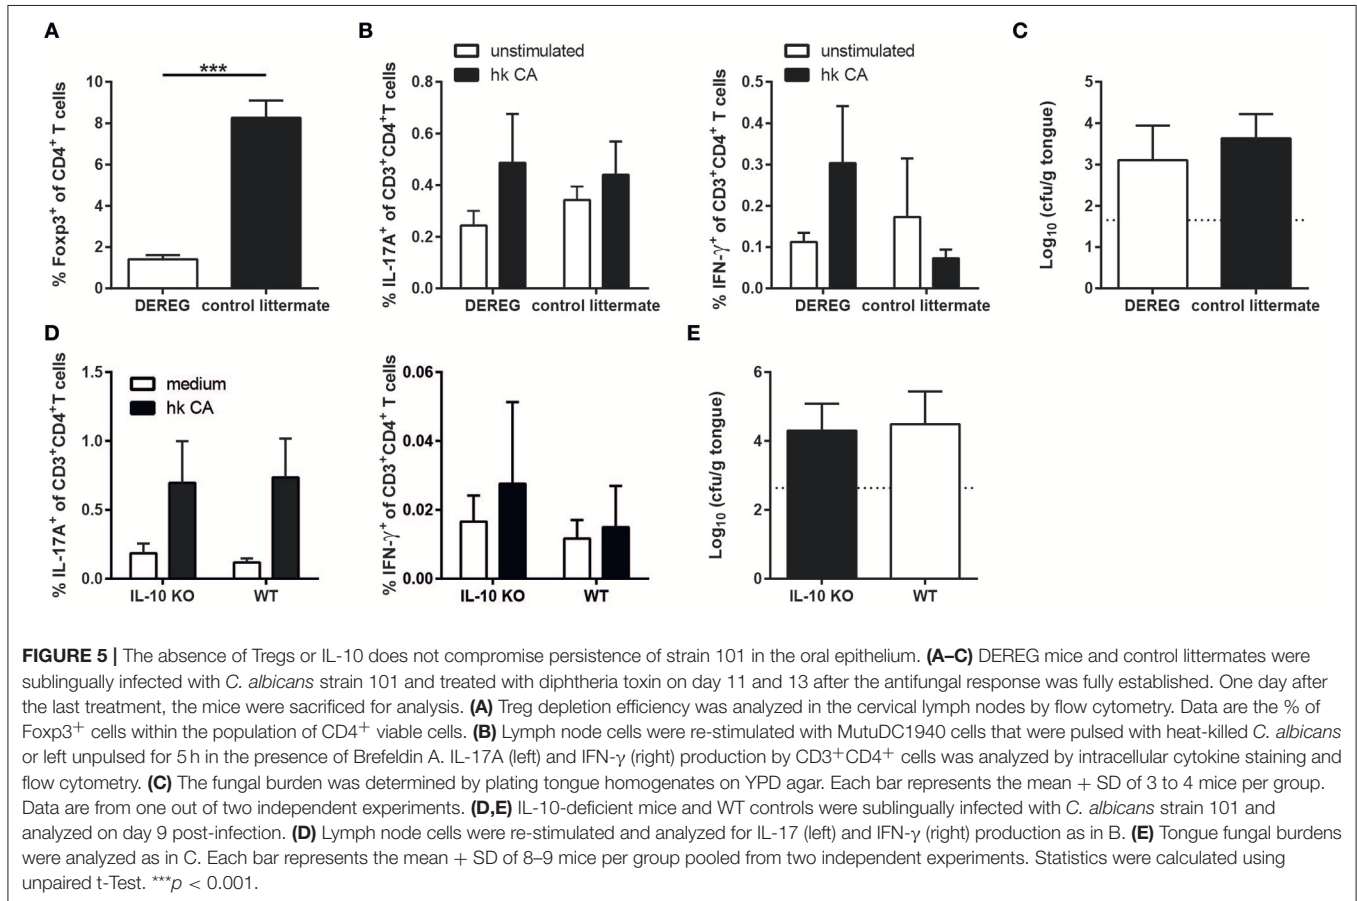 A
B
C
***
% Foxp3+ of CD4+ T cells
10
8
6
4
2
0
DEREG control littermate
unstimulated
hk CA
% IL-17A+ of CD3+CD4+T cells
0.8
0.6
0.4
0.2
0.0
DEREG control littermate
unstimulated
hk CA
% IFN-γ+ of CD3+CD4+ T cells
0.5
0.4
0.3
0.2
0.1
0.0
DEREG control littermate
Log10 (cfu/g tongue)
5
4
3
2
1
0
DEREG control littermate
D
E
% IL-17A+ of CD3+CD4+T cells
1.5
1.0
0.5
0.0
medium
hk CA
IL-10 KO WT
% IFN-γ+ of CD3+CD4+ T cells
0.06
0.04
0.02
0.00
IL-10 KO WT
Log10 (cfu/g tongue)
6
4
2
0
IL-10 KO WT
FIGURE 5 | The absence of Tregs or IL-10 does not compromise persistence of strain 101 in the oral epithelium. (A–C) DEREG mice and control littermates were
sublingually infected with C. albicans strain 101 and treated with diphtheria toxin on day 11 and 13 after the antifungal response was fully established. One day after
the last treatment, the mice were sacrificed for analysis. (A) Treg depletion efficiency was analyzed in the cervical lymph nodes by flow cytometry. Data are the % of
Foxp3+ cells within the population of CD4+ viable cells. (B) Lymph node cells were re-stimulated with MutuDC1940 cells that were pulsed with heat-killed C. albicans
or left unpulsed for 5 h in the presence of Brefeldin A. IL-17A (left) and IFN-γ (right) production by CD3+CD4+ cells was analyzed by intracellular cytokine staining and
flow cytometry. (C) The fungal burden was determined by plating tongue homogenates on YPD agar. Each bar represents the mean + SD of 3 to 4 mice per group.
Data are from one out of two independent experiments. (D,E) IL-10-deficient mice and WT controls were sublingually infected with C. albicans strain 101 and
analyzed on day 9 post-infection. (D) Lymph node cells were re-stimulated and analyzed for IL-17 (left) and IFN-γ (right) production as in B. (E) Tongue fungal burdens
were analyzed as in C. Each bar represents the mean + SD of 8–9 mice per group pooled from two independent experiments. Statistics were calculated using
unpaired t-Test. ***p < 0.001.